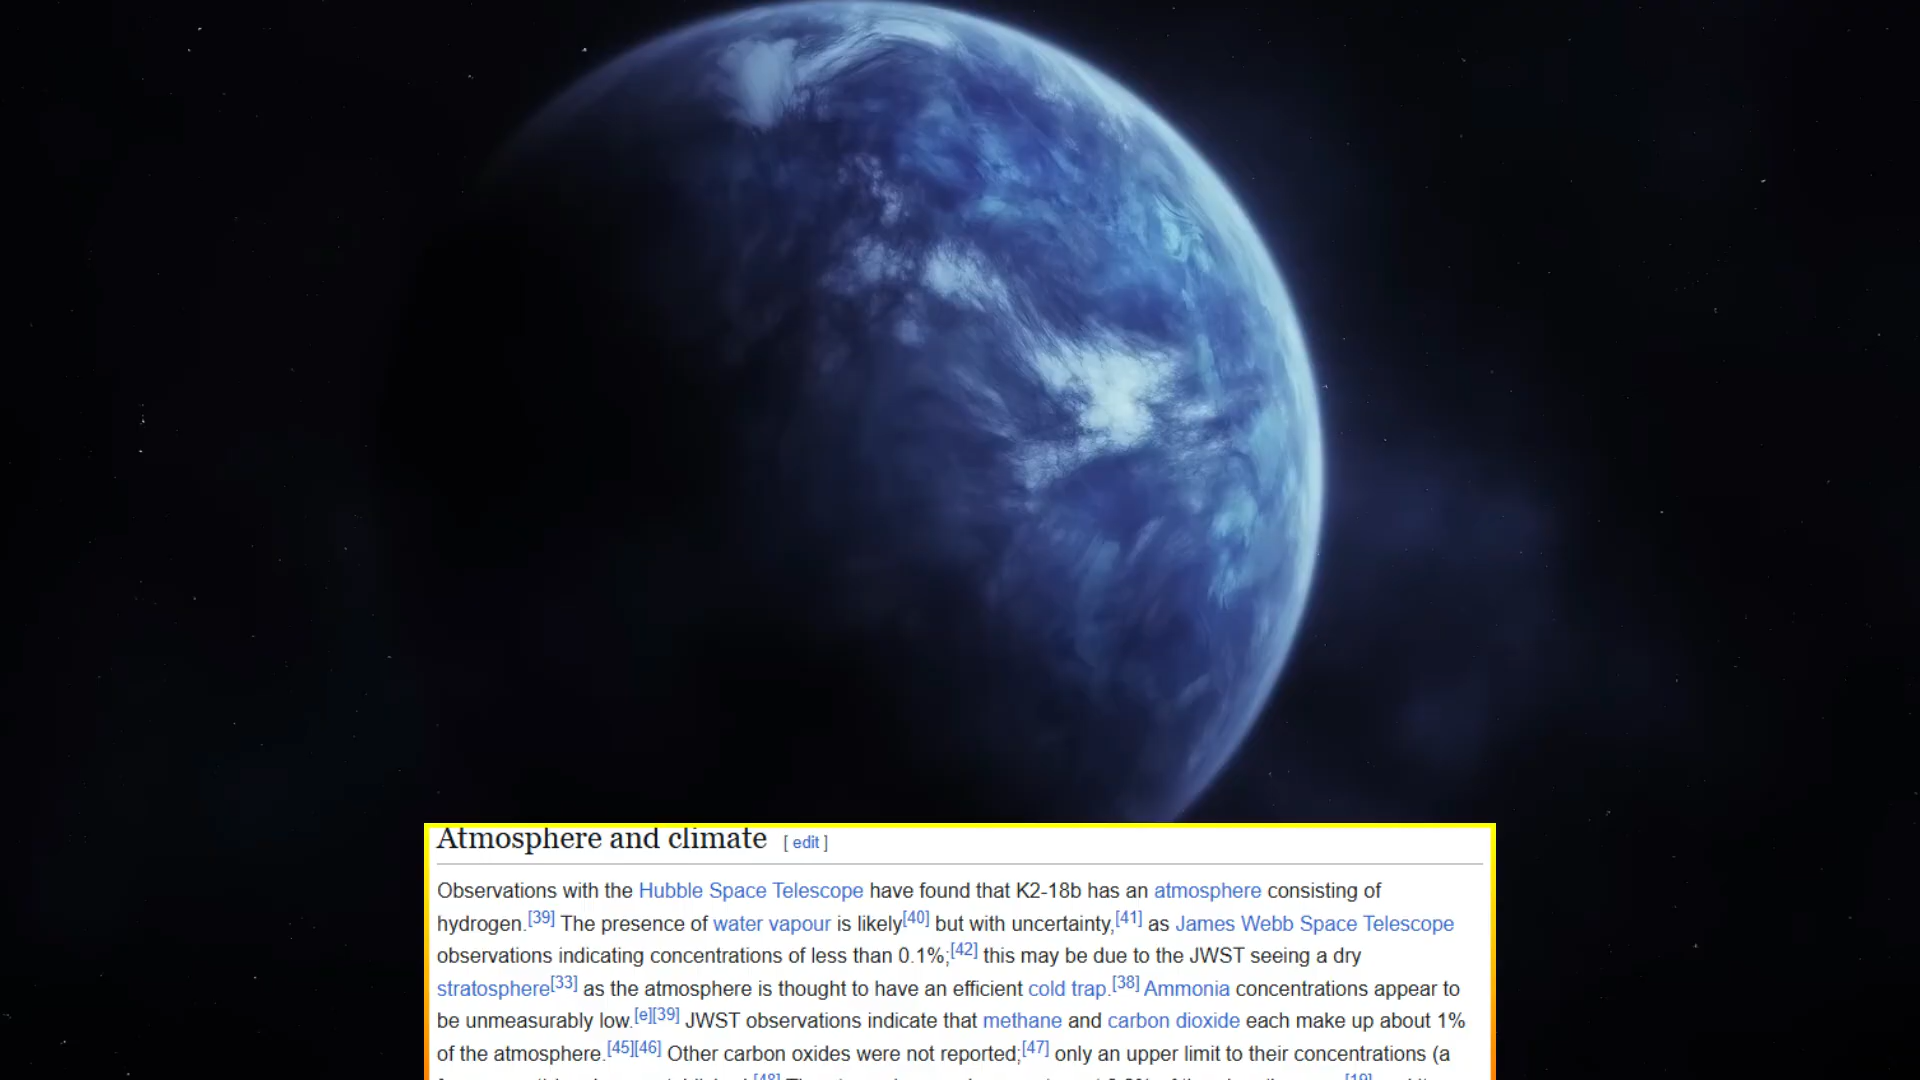 Atmosphere and climate [ edit ]
Observations with the Hubble Space Telescope have found that K2-18b has an atmosphere consisting of
hydrogen.[39] The presence of water vapour is likely[40] but with uncertainty,[41] as James Webb Space Telescope
observations indicating concentrations of less than 0.1%;[42] this may be due to the JWST seeing a dry
stratosphere[33] as the atmosphere is thought to have an efficient cold trap.[38] Ammonia concentrations appear to
be unmeasurably low.[e][39] JWST observations indicate that methane and carbon dioxide each make up about 1%
of the atmosphere.[45][46] Other carbon oxides were not reported;[47] only an upper limit to their concentrations (a